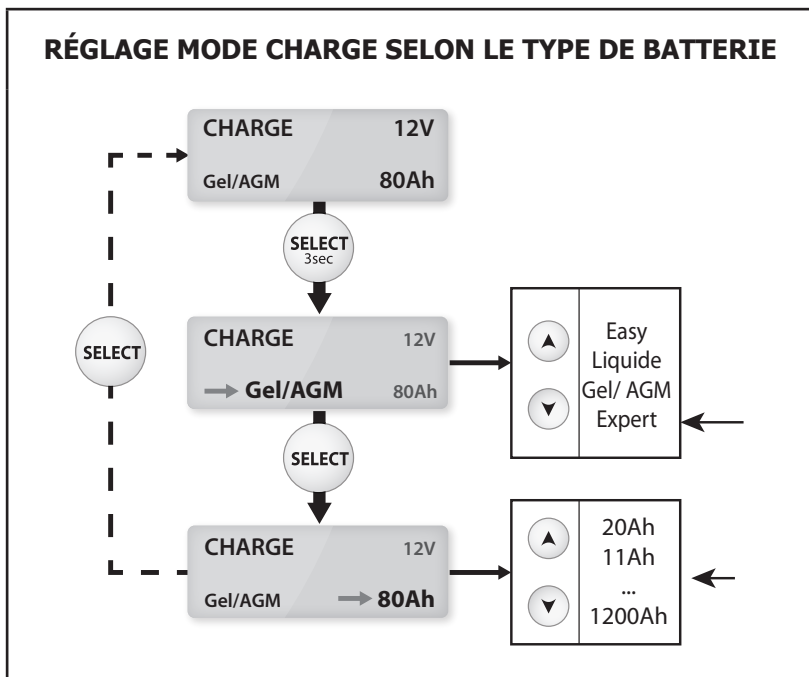 RÉGLAGE MODE CHARGE SELON LE TYPE DE BATTERIE
CHARGE 12V
Gel/AGM 80Ah
SELECT
3sec
SELECT
CHARGE 12V
Gel/AGM 80Ah
Easy
Liquide
Gel/ AGM
Expert
SELECT
CHARGE 12V
Gel/AGM 80Ah
20Ah
11Ah
...
1200Ah